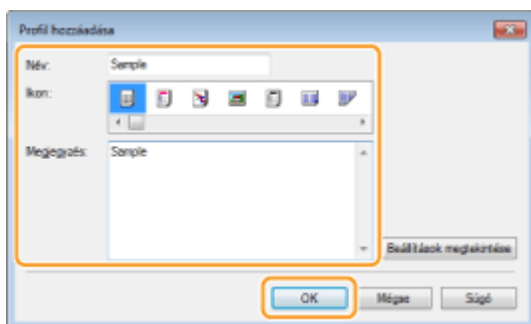 Profil hozzáadása
Név:
Sample
Ikon:
Megjegyzés:
Sample
Beállítások megtekintése
OK
Mégse
Súgó